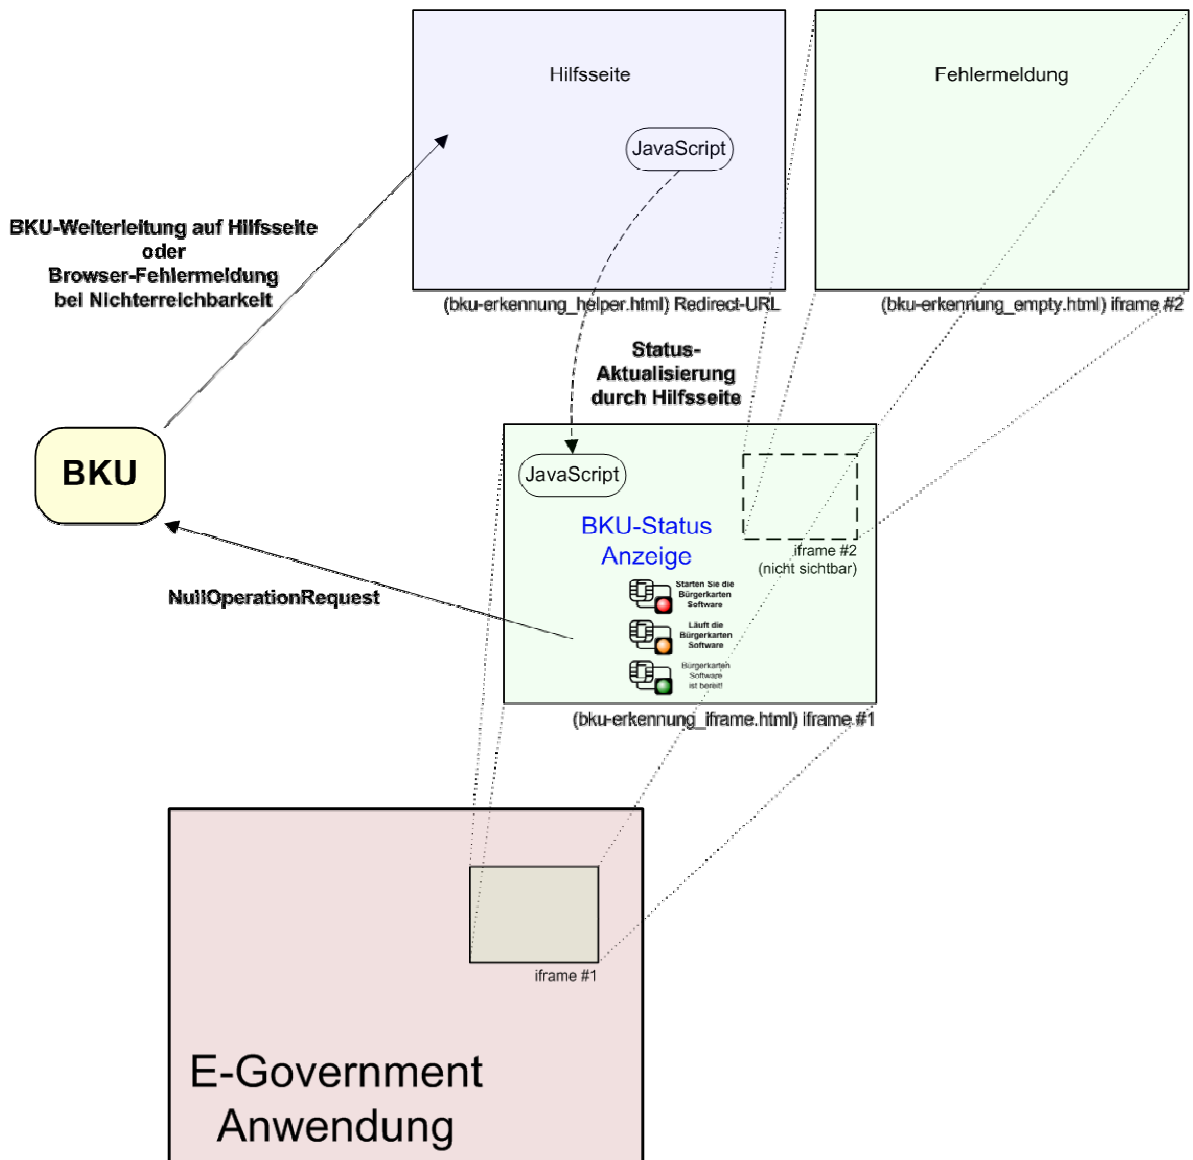 Hilfsseite
Fehlermeldung
JavaScript
BKU-Weiterleitung auf Hilfsseite
oder
Browser-Fehlermeldung
bei Nichterreichbarkeit
(bku-erkennung_helper.html) Redirect-URL
(bku-erkennung_empty.html) iframe #2
Status-
Aktualisierung
durch Hilfsseite
BKU
JavaScript
BKU-Status
Anzeige
iframe #2
(nicht sichtbar)
NullOperationRequest
Starten Sie die
Bürgerkarten
Software
Läuft die
Bürgerkarten
Software
Bürgerkarten
Software
ist bereit!
(bku-erkennung_iframe.html) iframe #1
iframe #1
E-Government
Anwendung